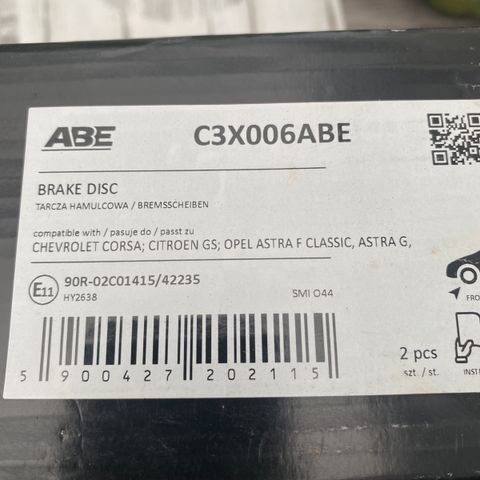 ABE
C3X006ABE
BRAKE DISC
TARCZA HAMULCOWA / BREMSSCHEIBEN
compatible with / pasuje do / passt zu
CHEVROLET CORSA; CITROEN GS; OPEL ASTRA F CLASSIC, ASTRA G,
E11 90R-02C01415/42235
HY2638
SMI O44
FRO
5 900427 202115
2 pcs
szt. / st.
INST